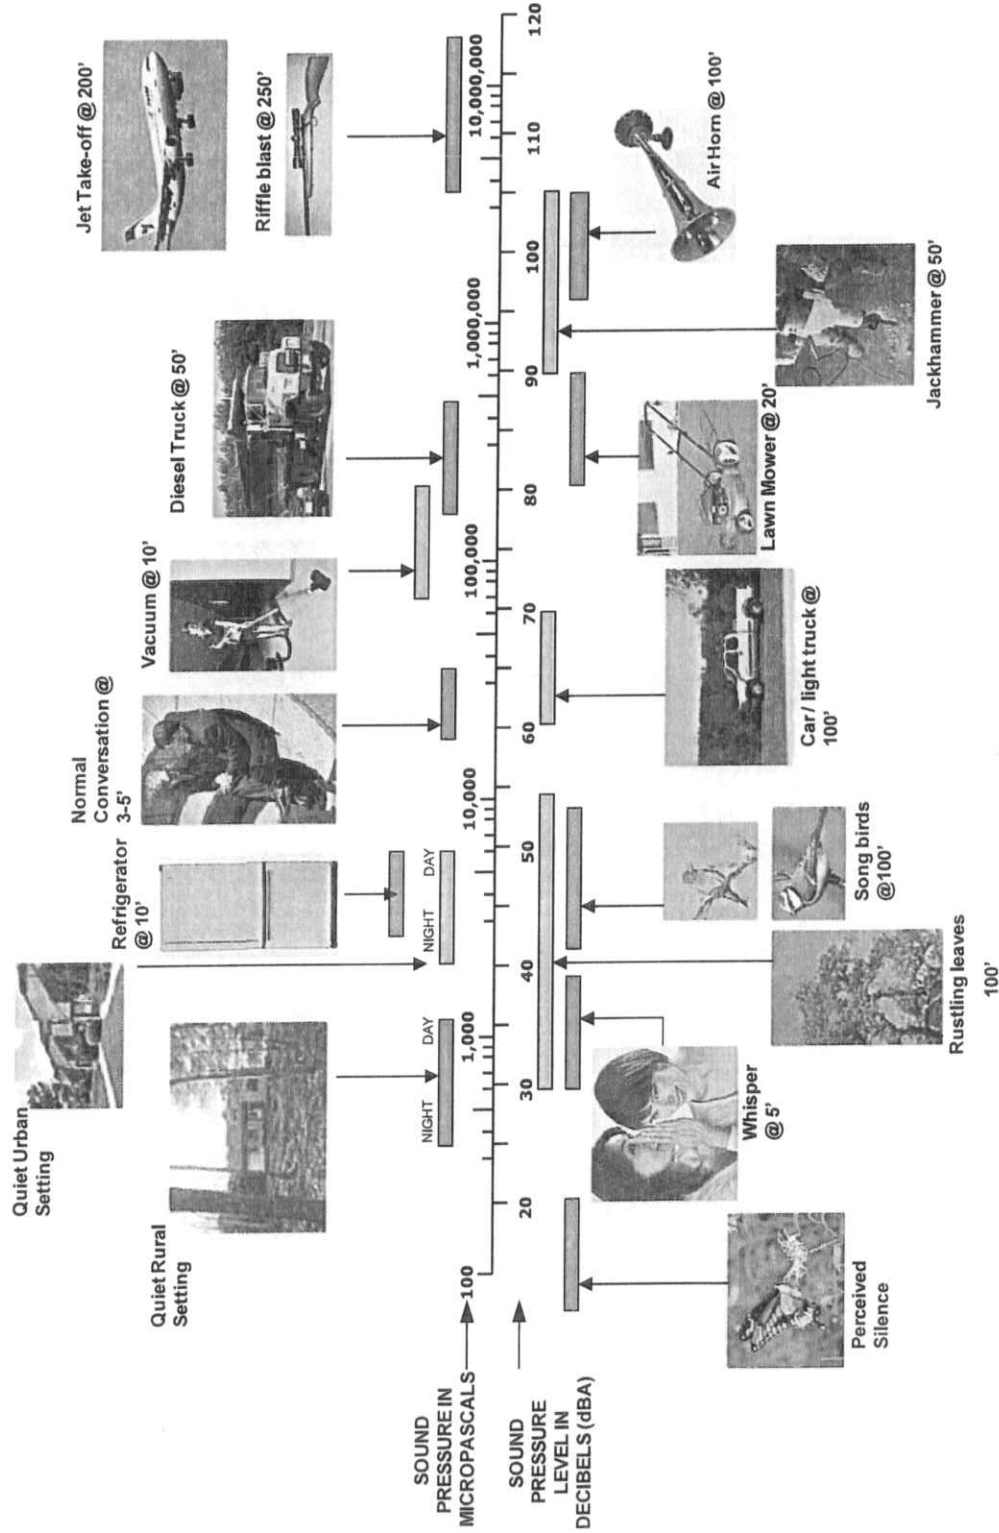 Quiet Urban
Setting
Quiet Rural
Setting
Refrigerator
@ 10'
Normal
Conversation @
3-5'
Vacuum @ 10'
Diesel Truck @ 50'
Jet Take-off @ 200'
Riffle blast @ 250'
NIGHT
DAY
NIGHT
DAY
SOUND
PRESSURE IN
MICROPASCALS
100
1,000
10,000
100,000
1,000,000
10,000,000
SOUND
PRESSURE
LEVEL IN
DECIBELS (dBA)
20
30
40
50
60
70
80
90
100
110
120
Perceived
Silence
Whisper
@ 5'
Rustling leaves
100'
Song birds
@100'
Car / light truck @
100'
Lawn Mower @ 20'
Jackhammer @ 50'
Air Horn @ 100'